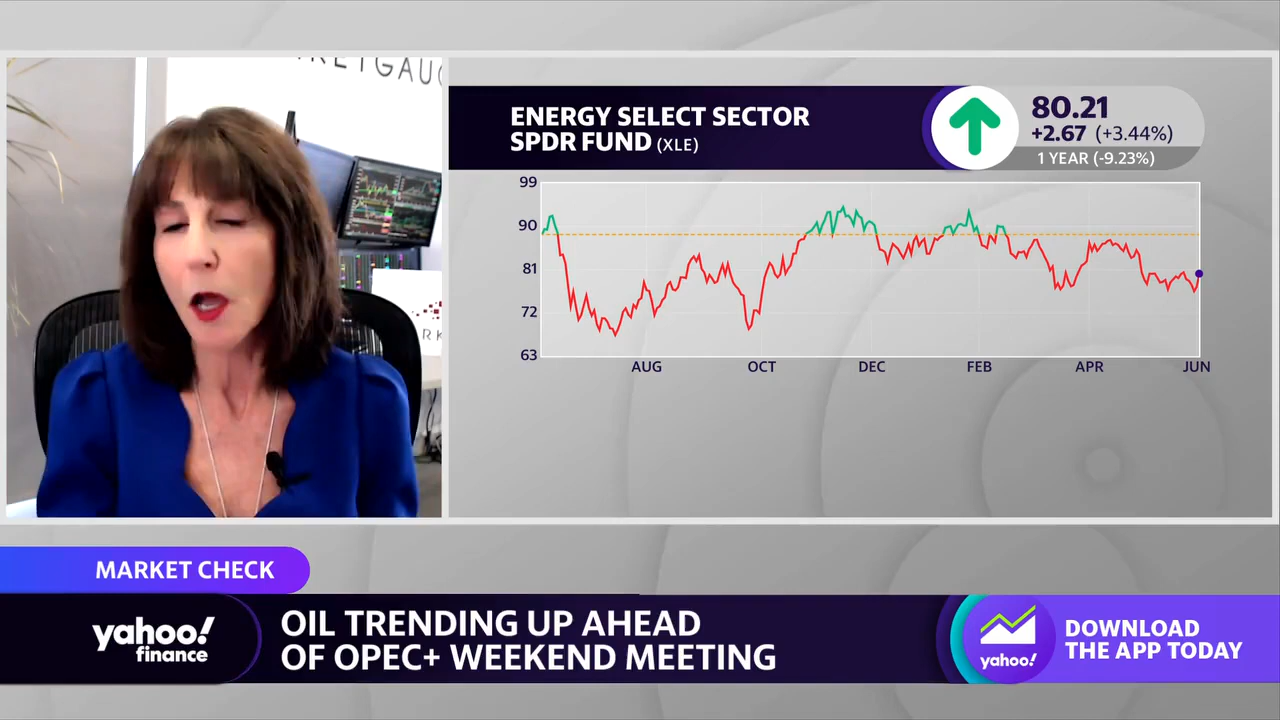 ENERGY SELECT SECTOR
SPDR FUND (XLE)
80.21
+2.67 (+3.44%)
1 YEAR (-9.23%)
99
90
81
72
63
AUG OCT DEC FEB APR JUN
MARKET CHECK
yahoo!
finance
OIL TRENDING UP AHEAD
OF OPEC+ WEEKEND MEETING
yahoo!
DOWNLOAD
THE APP TODAY